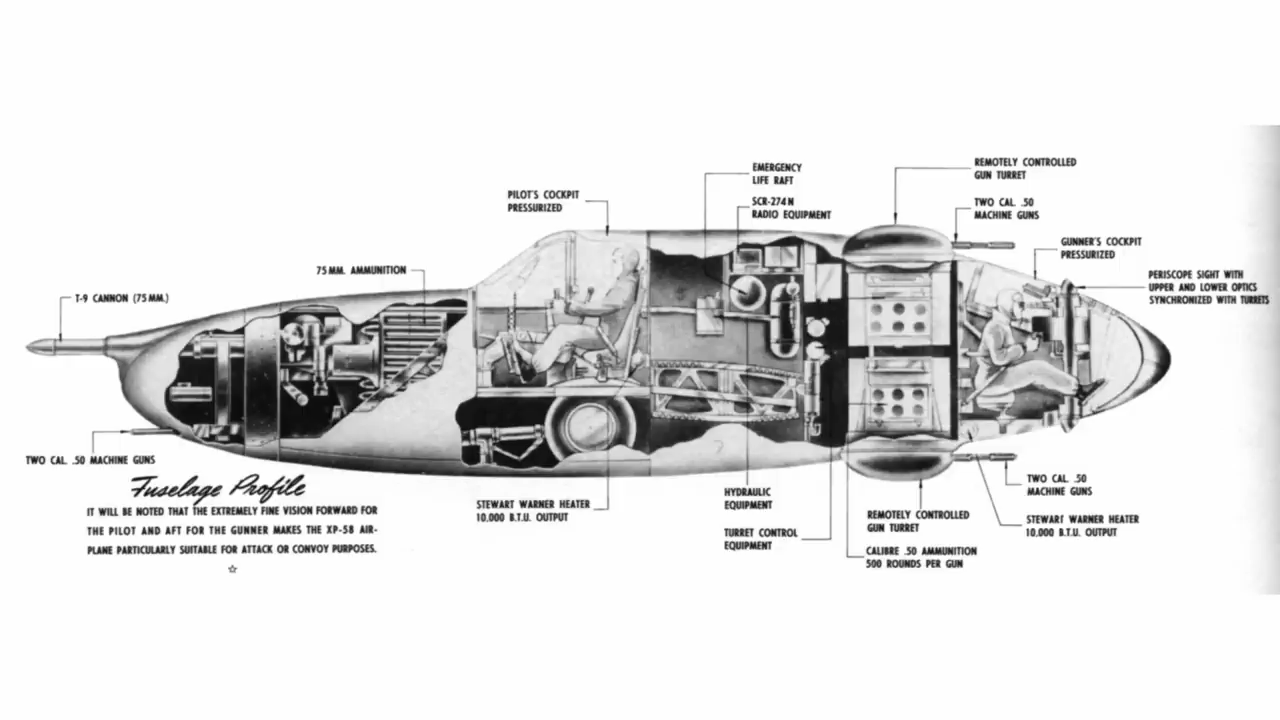 EMERGENCY
LIFE RAFT
REMOTELY CONTROLLED
GUN TURRET
PILOT'S COCKPIT
PRESSURIZED
SCR-274 N
RADIO EQUIPMENT
TWO CAL. .50
MACHINE GUNS
GUNNER'S COCKPIT
PRESSURIZED
75 MM. AMMUNITION
PERISCOPE SIGHT WITH
UPPER AND LOWER OPTICS
SYNCHRONIZED WITH TURRETS
T-9 CANNON (75 MM.)
TWO CAL. .50 MACHINE GUNS
Fuselage Profile
IT WILL BE NOTED THAT THE EXTREMELY FINE VISION FORWARD FOR
THE PILOT AND AFT FOR THE GUNNER MAKES THE XP-58 AIR-
PLANE PARTICULARLY SUITABLE FOR ATTACK OR CONVOY PURPOSES.
STEWART WARNER HEATER
10,000 B.T.U. OUTPUT
HYDRAULIC
EQUIPMENT
TURRET CONTROL
EQUIPMENT
REMOTELY CONTROLLED
GUN TURRET
CALIBRE .50 AMMUNITION
500 ROUNDS PER GUN
TWO CAL. .50
MACHINE GUNS
STEWART WARNER HEATER
10,000 B.T.U. OUTPUT